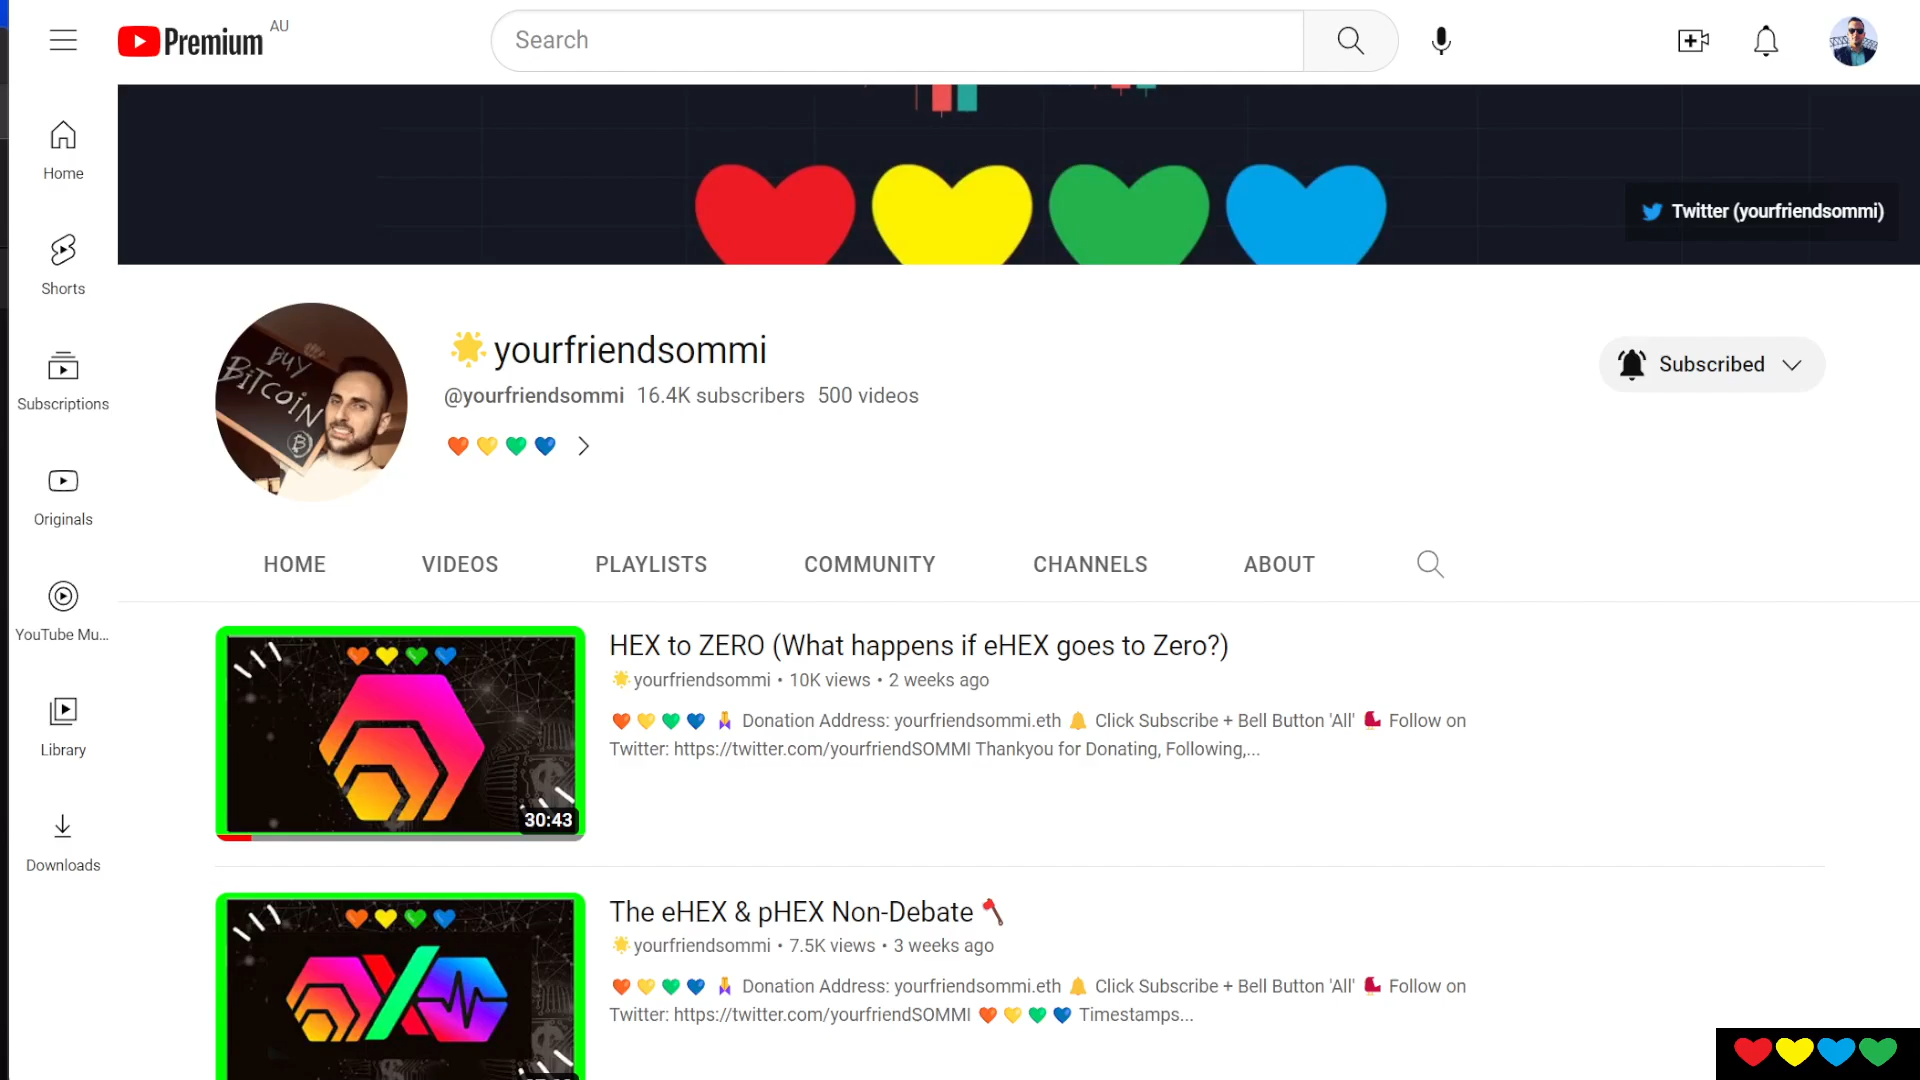 Premium AU
Search
Home
Shorts
Subscriptions
Originals
YouTube Mu...
Library
Downloads
Twitter (yourfriendsommi)
BUY
BITCOIN
🌟yourfriendsommi
@yourfriendsommi 16.4K subscribers 500 videos
🧡 💛 💚 💙 >
Subscribed
HOME VIDEOS PLAYLISTS COMMUNITY CHANNELS ABOUT
30:43
HEX to ZERO (What happens if eHEX goes to Zero?)
🌟yourfriendsommi • 10K views • 2 weeks ago
🧡 💛 💚 💙 🙏 Donation Address: yourfriendsommi.eth 🔔 Click Subscribe + Bell Button 'All' Follow on
Twitter: https://twitter.com/yourfriendSOMMI Thankyou for Donating, Following,...
The eHEX & pHEX Non-Debate 🪓
🌟yourfriendsommi • 7.5K views • 3 weeks ago
🧡 💛 💚 💙 🙏 Donation Address: yourfriendsommi.eth 🔔 Click Subscribe + Bell Button 'All' Follow on
Twitter: https://twitter.com/yourfriendSOMMI 🧡 💛 💚 💙 Timestamps...